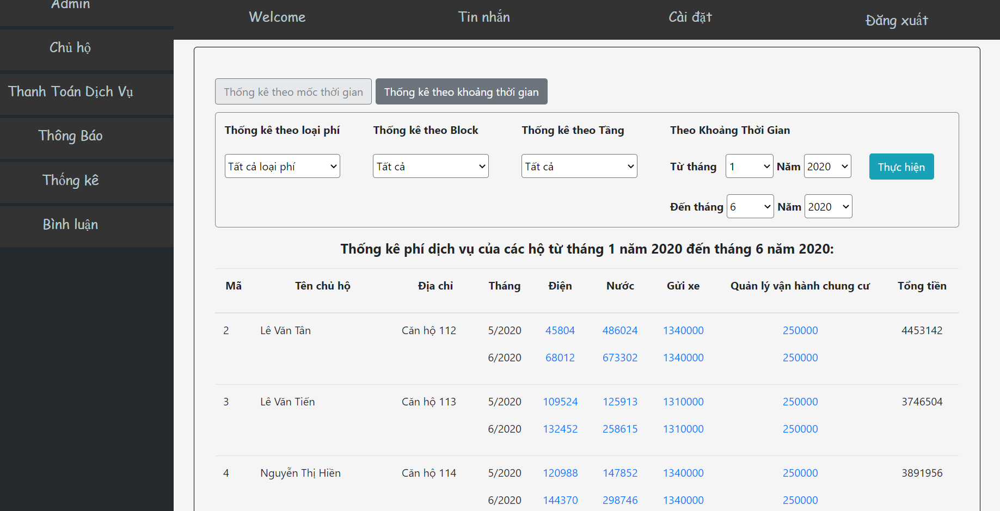 Admin
Chủ hộ
Thanh Toán Dịch Vụ
Thông Báo
Thống kê
Bình luận
Welcome Tin nhắn Cài đặt Đăng xuất
Thống kê theo mốc thời gian Thống kê theo khoảng thời gian
Thống kê theo loại phí Thống kê theo Block Thống kê theo Tầng Theo Khoảng Thời Gian
Tất cả loại phí Tất cả Tất cả Từ tháng 1 Năm 2020 Thực hiện
Đến tháng 6 Năm 2020
Thống kê phí dịch vụ của các hộ từ tháng 1 năm 2020 đến tháng 6 năm 2020:
Mã Tên chủ hộ Địa chỉ Tháng Điện Nước Gửi xe Quản lý vận hành chung cư Tổng tiền
2 Lê Văn Tân Căn hộ 112 5/2020 45804 486024 1340000 250000 4453142
6/2020 68012 673302 1340000 250000
3 Lê Văn Tiến Căn hộ 113 5/2020 109524 125913 1310000 250000 3746504
6/2020 132452 258615 1310000 250000
4 Nguyễn Thị Hiền Căn hộ 114 5/2020 120988 147852 1340000 250000 3891956
6/2020 144370 298746 1340000 250000